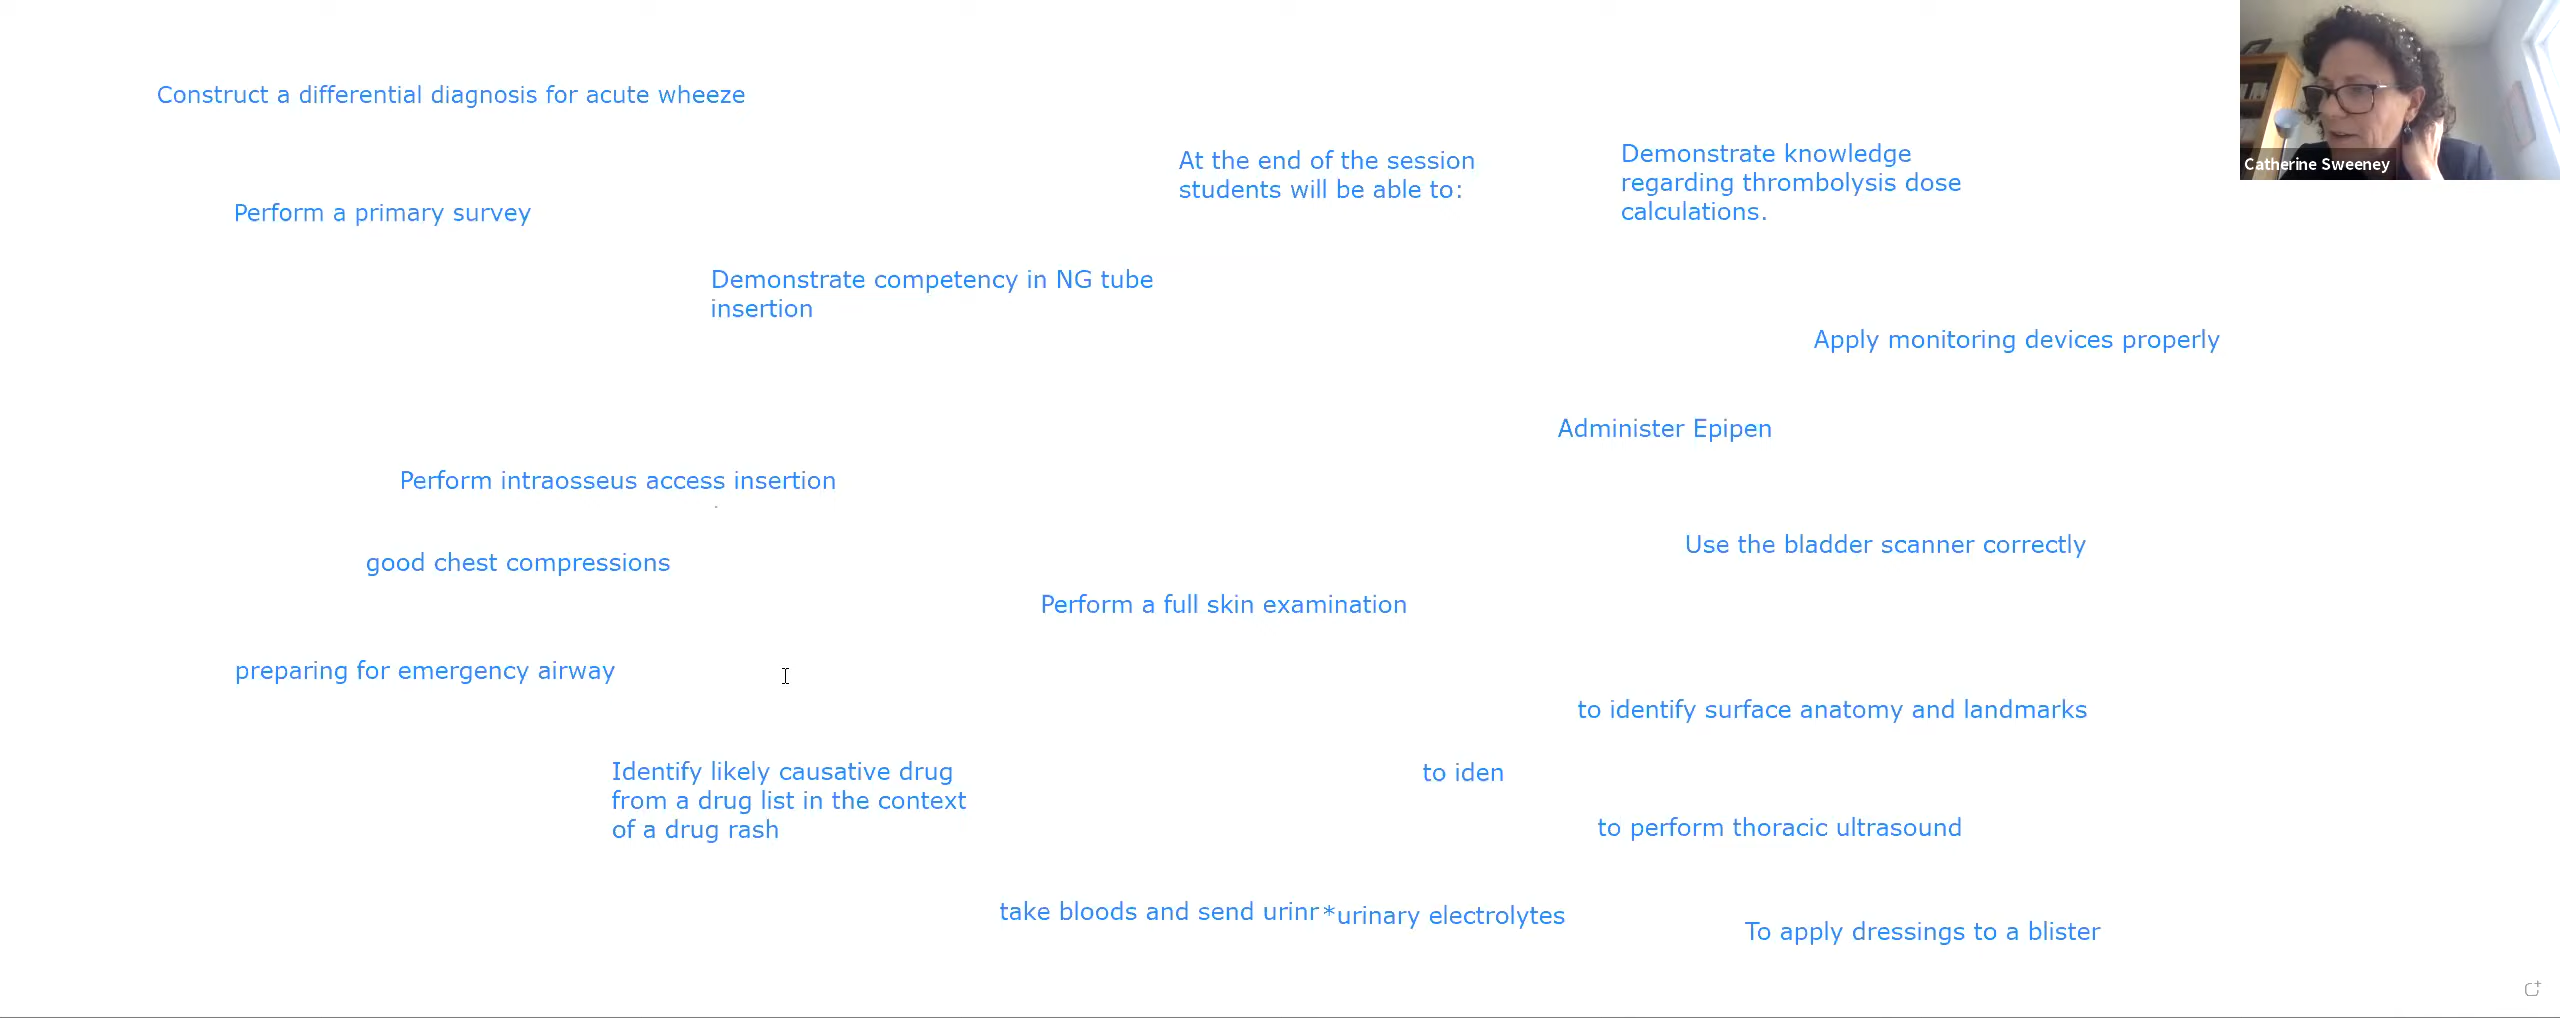 Construct a differential diagnosis for acute wheeze
At the end of the session
students will be able to:
Demonstrate knowledge
regarding thrombolysis dose
calculations.
Catherine Sweeney
Perform a primary survey
Demonstrate competency in NG tube
insertion
Apply monitoring devices properly
Administer Epipen
Perform intraosseus access insertion
Use the bladder scanner correctly
good chest compressions
Perform a full skin examination
preparing for emergency airway
to identify surface anatomy and landmarks
Identify likely causative drug
from a drug list in the context
of a drug rash
to iden
to perform thoracic ultrasound
take bloods and send urinr*urinary electrolytes
To apply dressings to a blister